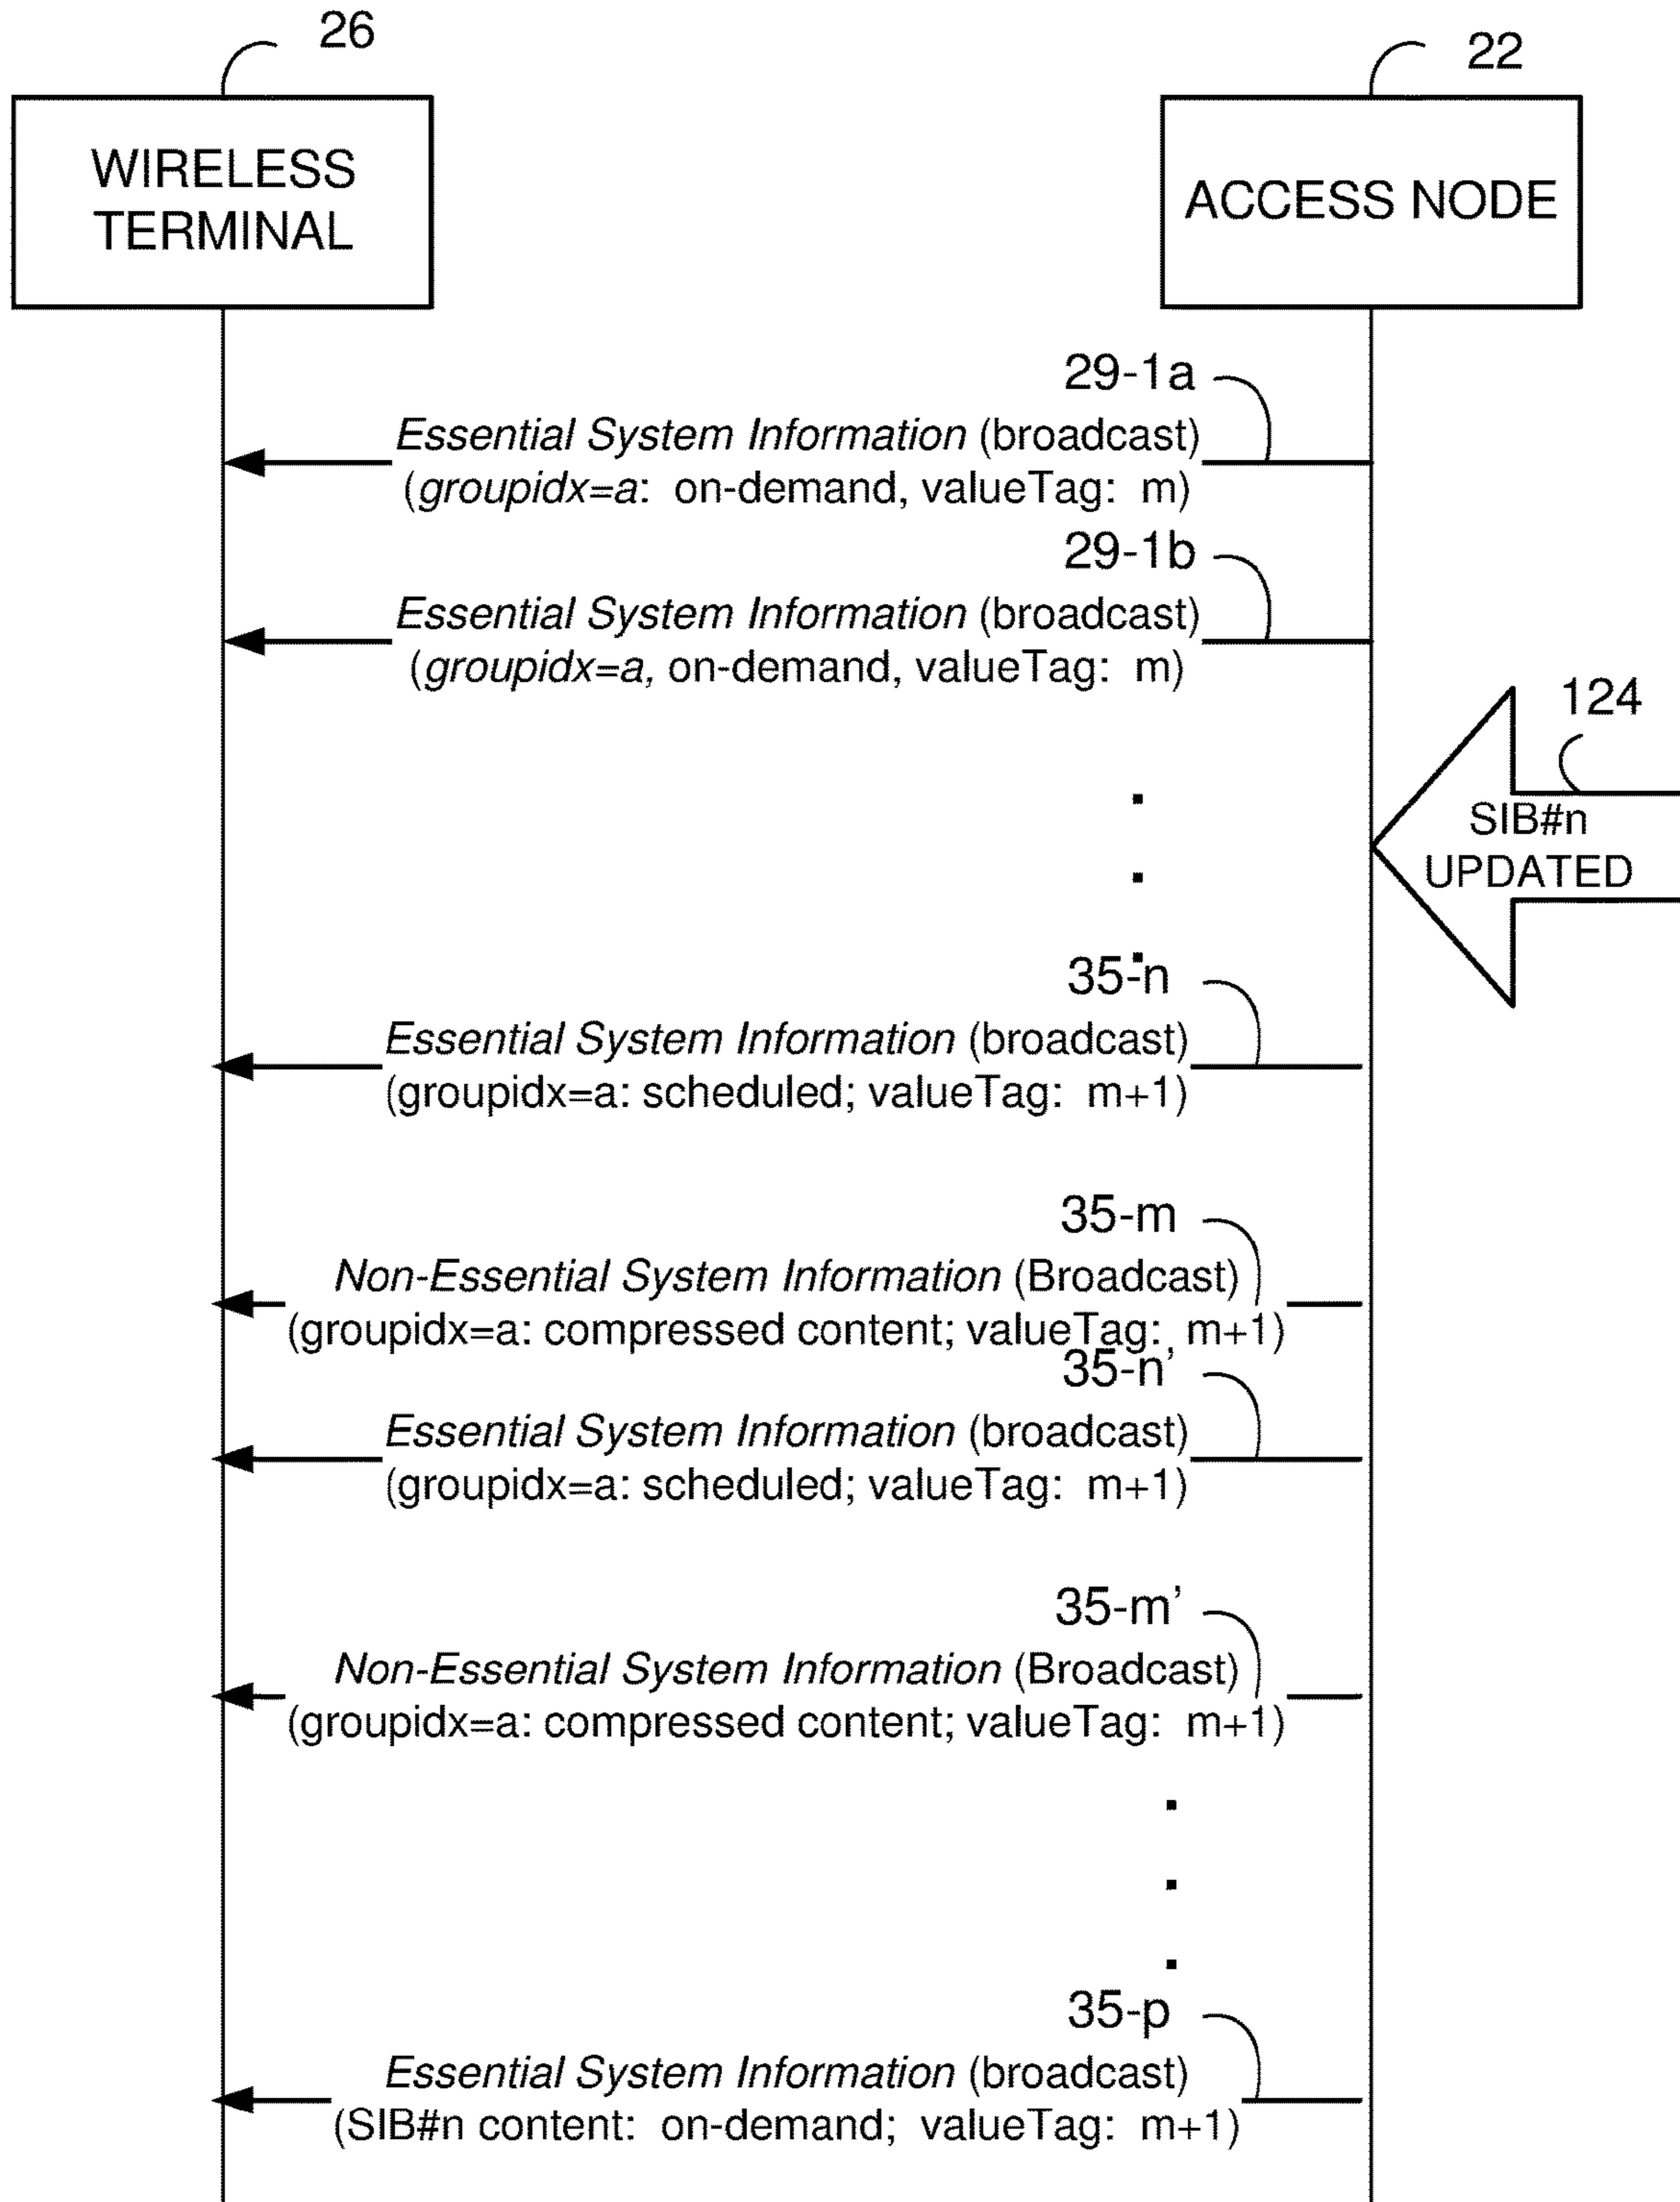 26
22
WIRELESS
TERMINAL
ACCESS NODE
29-1a
Essential System Information (broadcast)
(groupidx=a: on-demand, valueTag: m)
29-1b
Essential System Information (broadcast)
(groupidx=a, on-demand, valueTag: m)
124
SIB#n
UPDATED
35-n
Essential System Information (broadcast)
(groupidx=a: scheduled; valueTag: m+1)
35-m
Non-Essential System Information (Broadcast)
(groupidx=a: compressed content; valueTag: m+1)
35-n’
Essential System Information (broadcast)
(groupidx=a: scheduled; valueTag: m+1)
35-m’
Non-Essential System Information (Broadcast)
(groupidx=a: compressed content; valueTag: m+1)
35-p
Essential System Information (broadcast)
(SIB#n content: on-demand; valueTag: m+1)